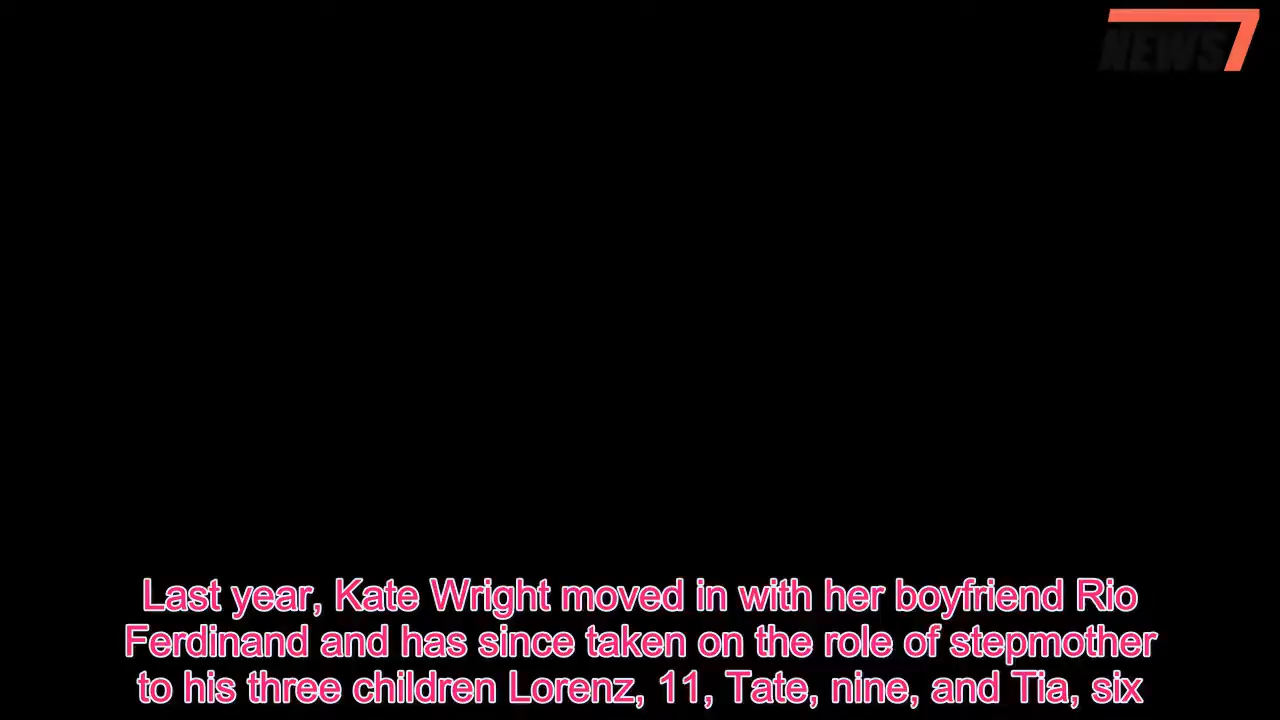 NEWS7
Last year, Kate Wright moved in with her boyfriend Rio
Ferdinand and has since taken on the role of stepmother
to his three children Lorenz, 11, Tate, nine, and Tia, six